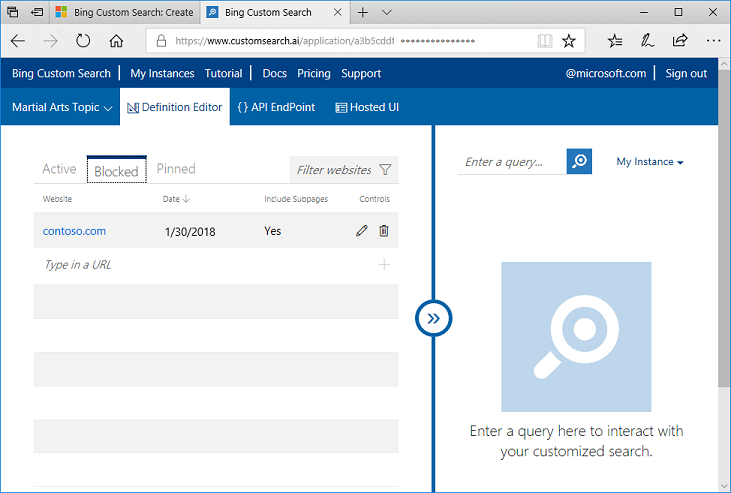 Bing Custom Search: Create
Bing Custom Search
https://www.customsearch.ai/application/a3b5cdd1 ***************
Bing Custom Search | My Instances Tutorial | Docs Pricing Support
@microsoft.com | Sign out
Martial Arts Topic
Definition Editor
{} API EndPoint
Hosted UI
Active Blocked Pinned
Filter websites
Website Date Include Subpages Controls
contoso.com 1/30/2018 Yes
Type in a URL
Enter a query...
My Instance
Enter a query here to interact with
your customized search.